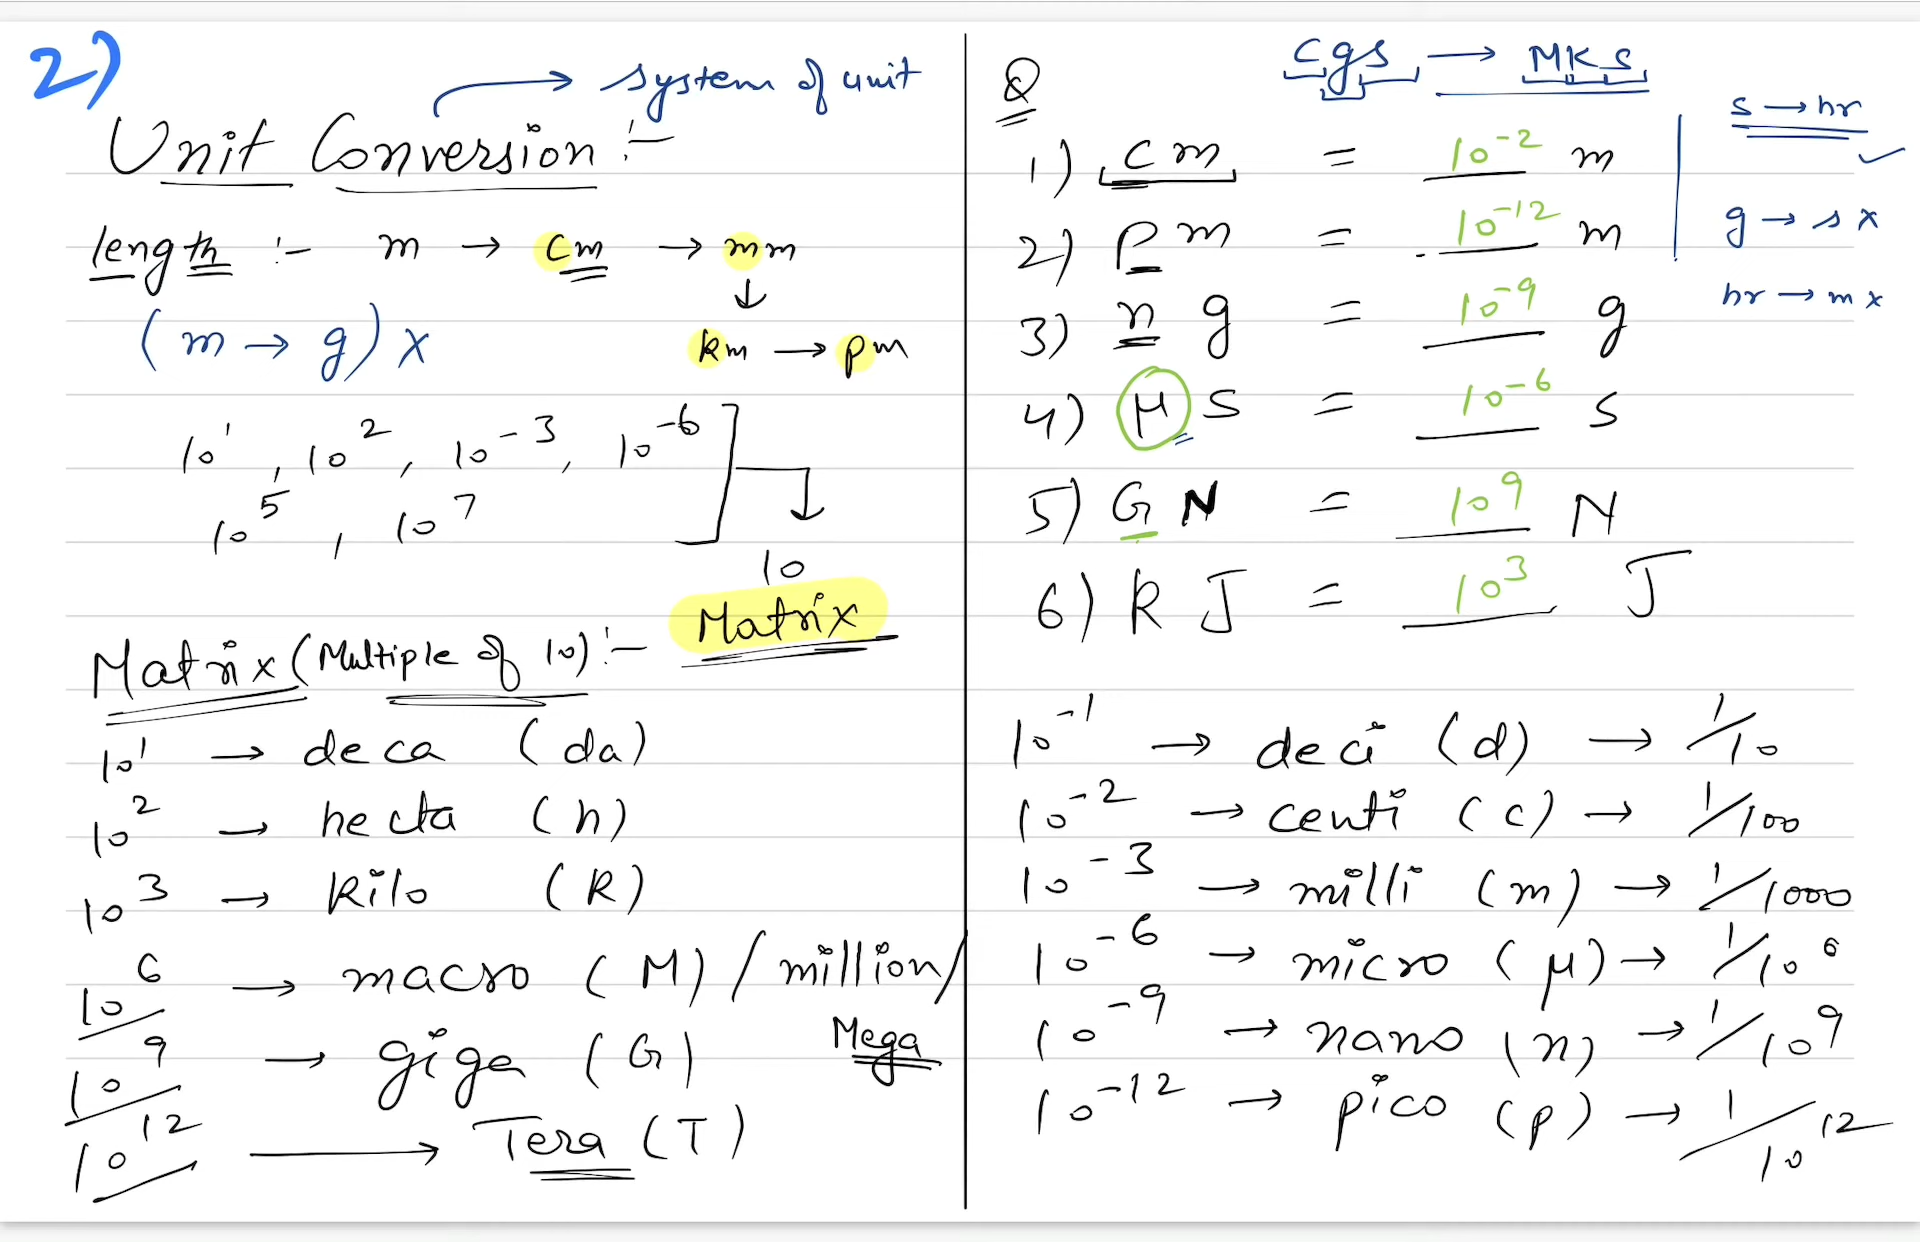 2)
→ system of unit
Unit Conversion :-
length :- m → cm → mm
↓
(m → g) x
km → pm
10¹, 10², 10⁻³, 10⁻⁶
10⁵, 10⁷
10
Matrix
Matrix (Multiple of 10) :-
10¹ → deca (da)
10² → hecta (h)
10³ → kilo (k)
10⁶ → macro (M) / million /
Mega
10⁹ → giga (G)
10¹² → Tera (T)
Q
cgs → MKS
s → hr
1) cm = 10⁻² m
2) pm = 10⁻¹² m
g → s x
3) ng = 10⁻⁹ g
hr → m x
4) μs = 10⁻⁶ s
5) GN = 10⁹ N
6) kJ = 10³ J
10⁻¹ → deci (d) → 1/10
10⁻² → centi (c) → 1/100
10⁻³ → milli (m) → 1/1000
10⁻⁶ → micro (μ) → 1/10⁶
10⁻⁹ → nano (n) → 1/10⁹
10⁻¹² → pico (p) → 1/10¹²